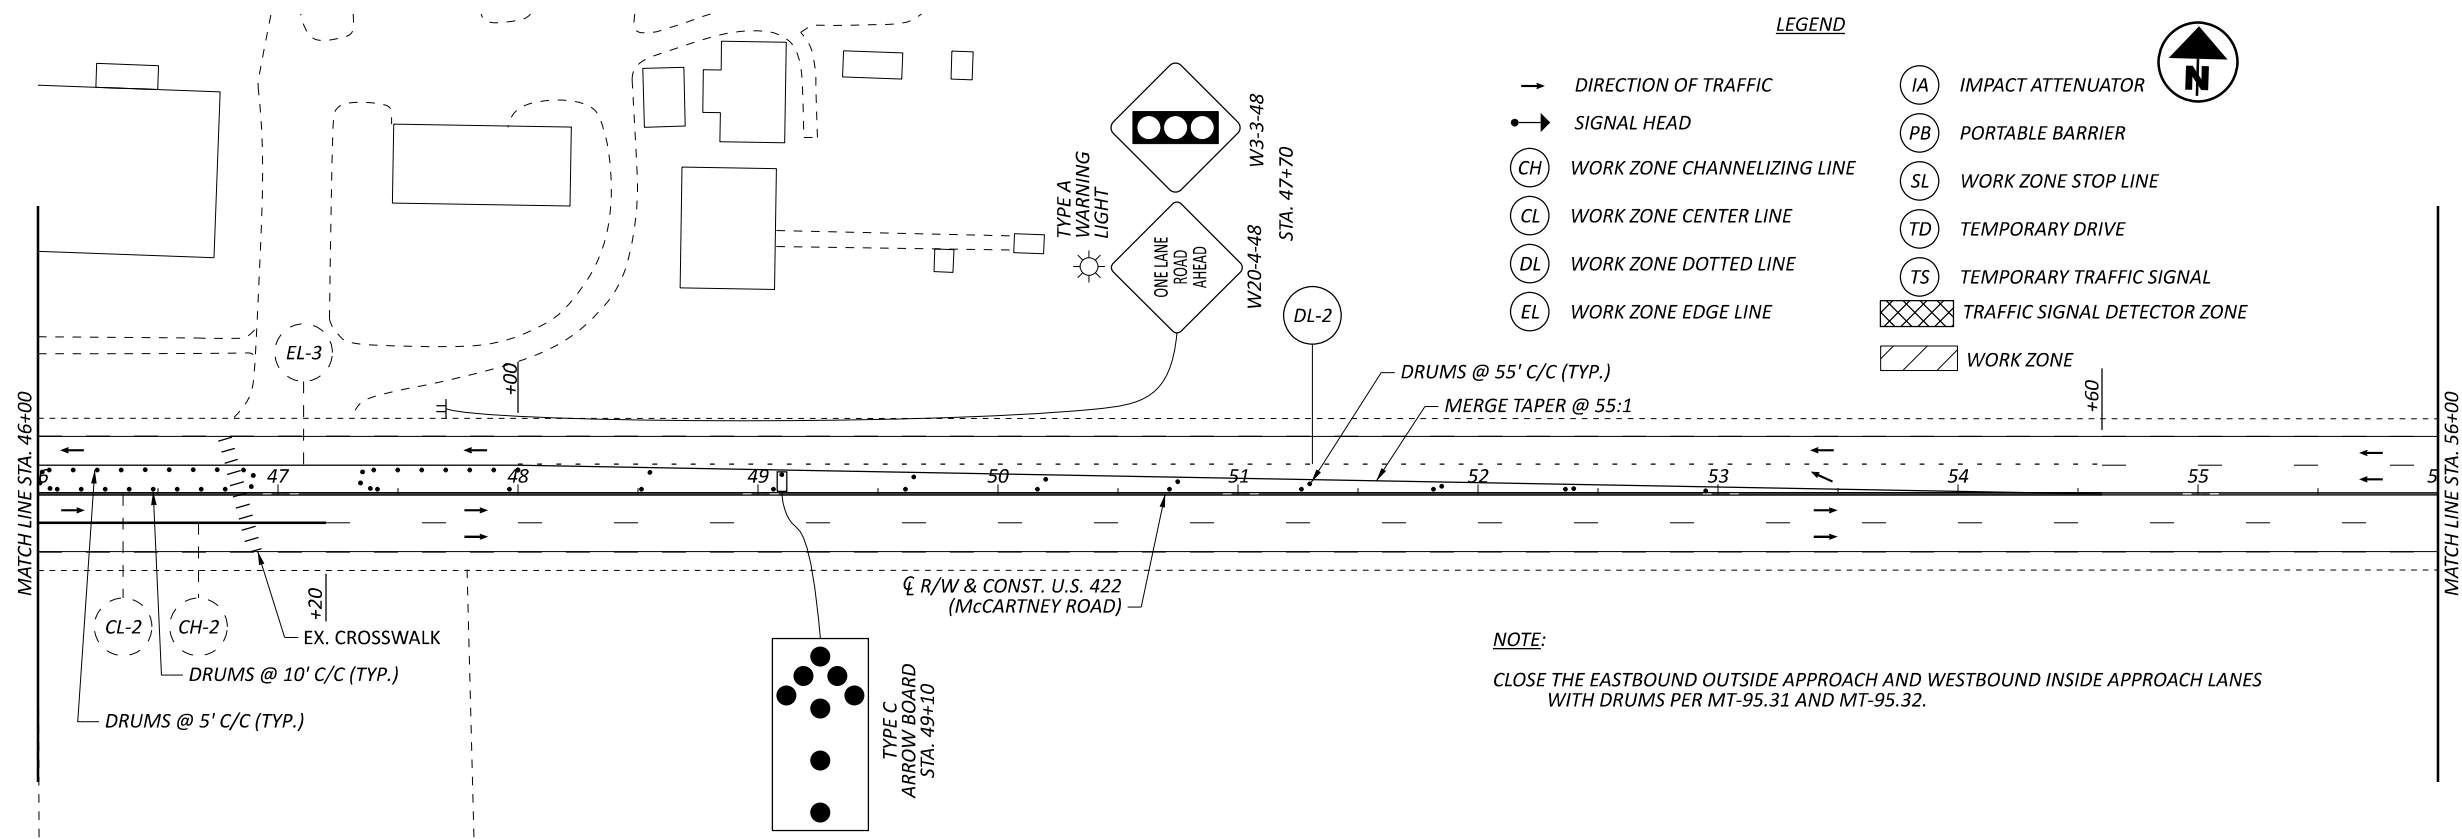 LEGEND
DIRECTION OF TRAFFIC
SIGNAL HEAD
CH WORK ZONE CHANNELIZING LINE
CL WORK ZONE CENTER LINE
DL WORK ZONE DOTTED LINE
EL WORK ZONE EDGE LINE
IA IMPACT ATTENUATOR
PB PORTABLE BARRIER
SL WORK ZONE STOP LINE
TD TEMPORARY DRIVE
TS TEMPORARY TRAFFIC SIGNAL
TRAFFIC SIGNAL DETECTOR ZONE
WORK ZONE
N
W3-3-48
STA. 47+70
W20-4-48
TYPE A
WARNING
LIGHT
ONE LANE
ROAD
AHEAD
DL-2
EL-3
+00
DRUMS @ 55' C/C (TYP.)
MERGE TAPER @ 55:1
+60
MATCH LINE STA. 46+00
MATCH LINE STA. 56+00
47
48
49
50
51
52
53
54
55
CL-2
CH-2
+20
EX. CROSSWALK
DRUMS @ 10' C/C (TYP.)
DRUMS @ 5' C/C (TYP.)
℄ R/W & CONST. U.S. 422
(McCARTNEY ROAD)
TYPE C
ARROW BOARD
STA. 49+10
NOTE:
CLOSE THE EASTBOUND OUTSIDE APPROACH AND WESTBOUND INSIDE APPROACH LANES
WITH DRUMS PER MT-95.31 AND MT-95.32.